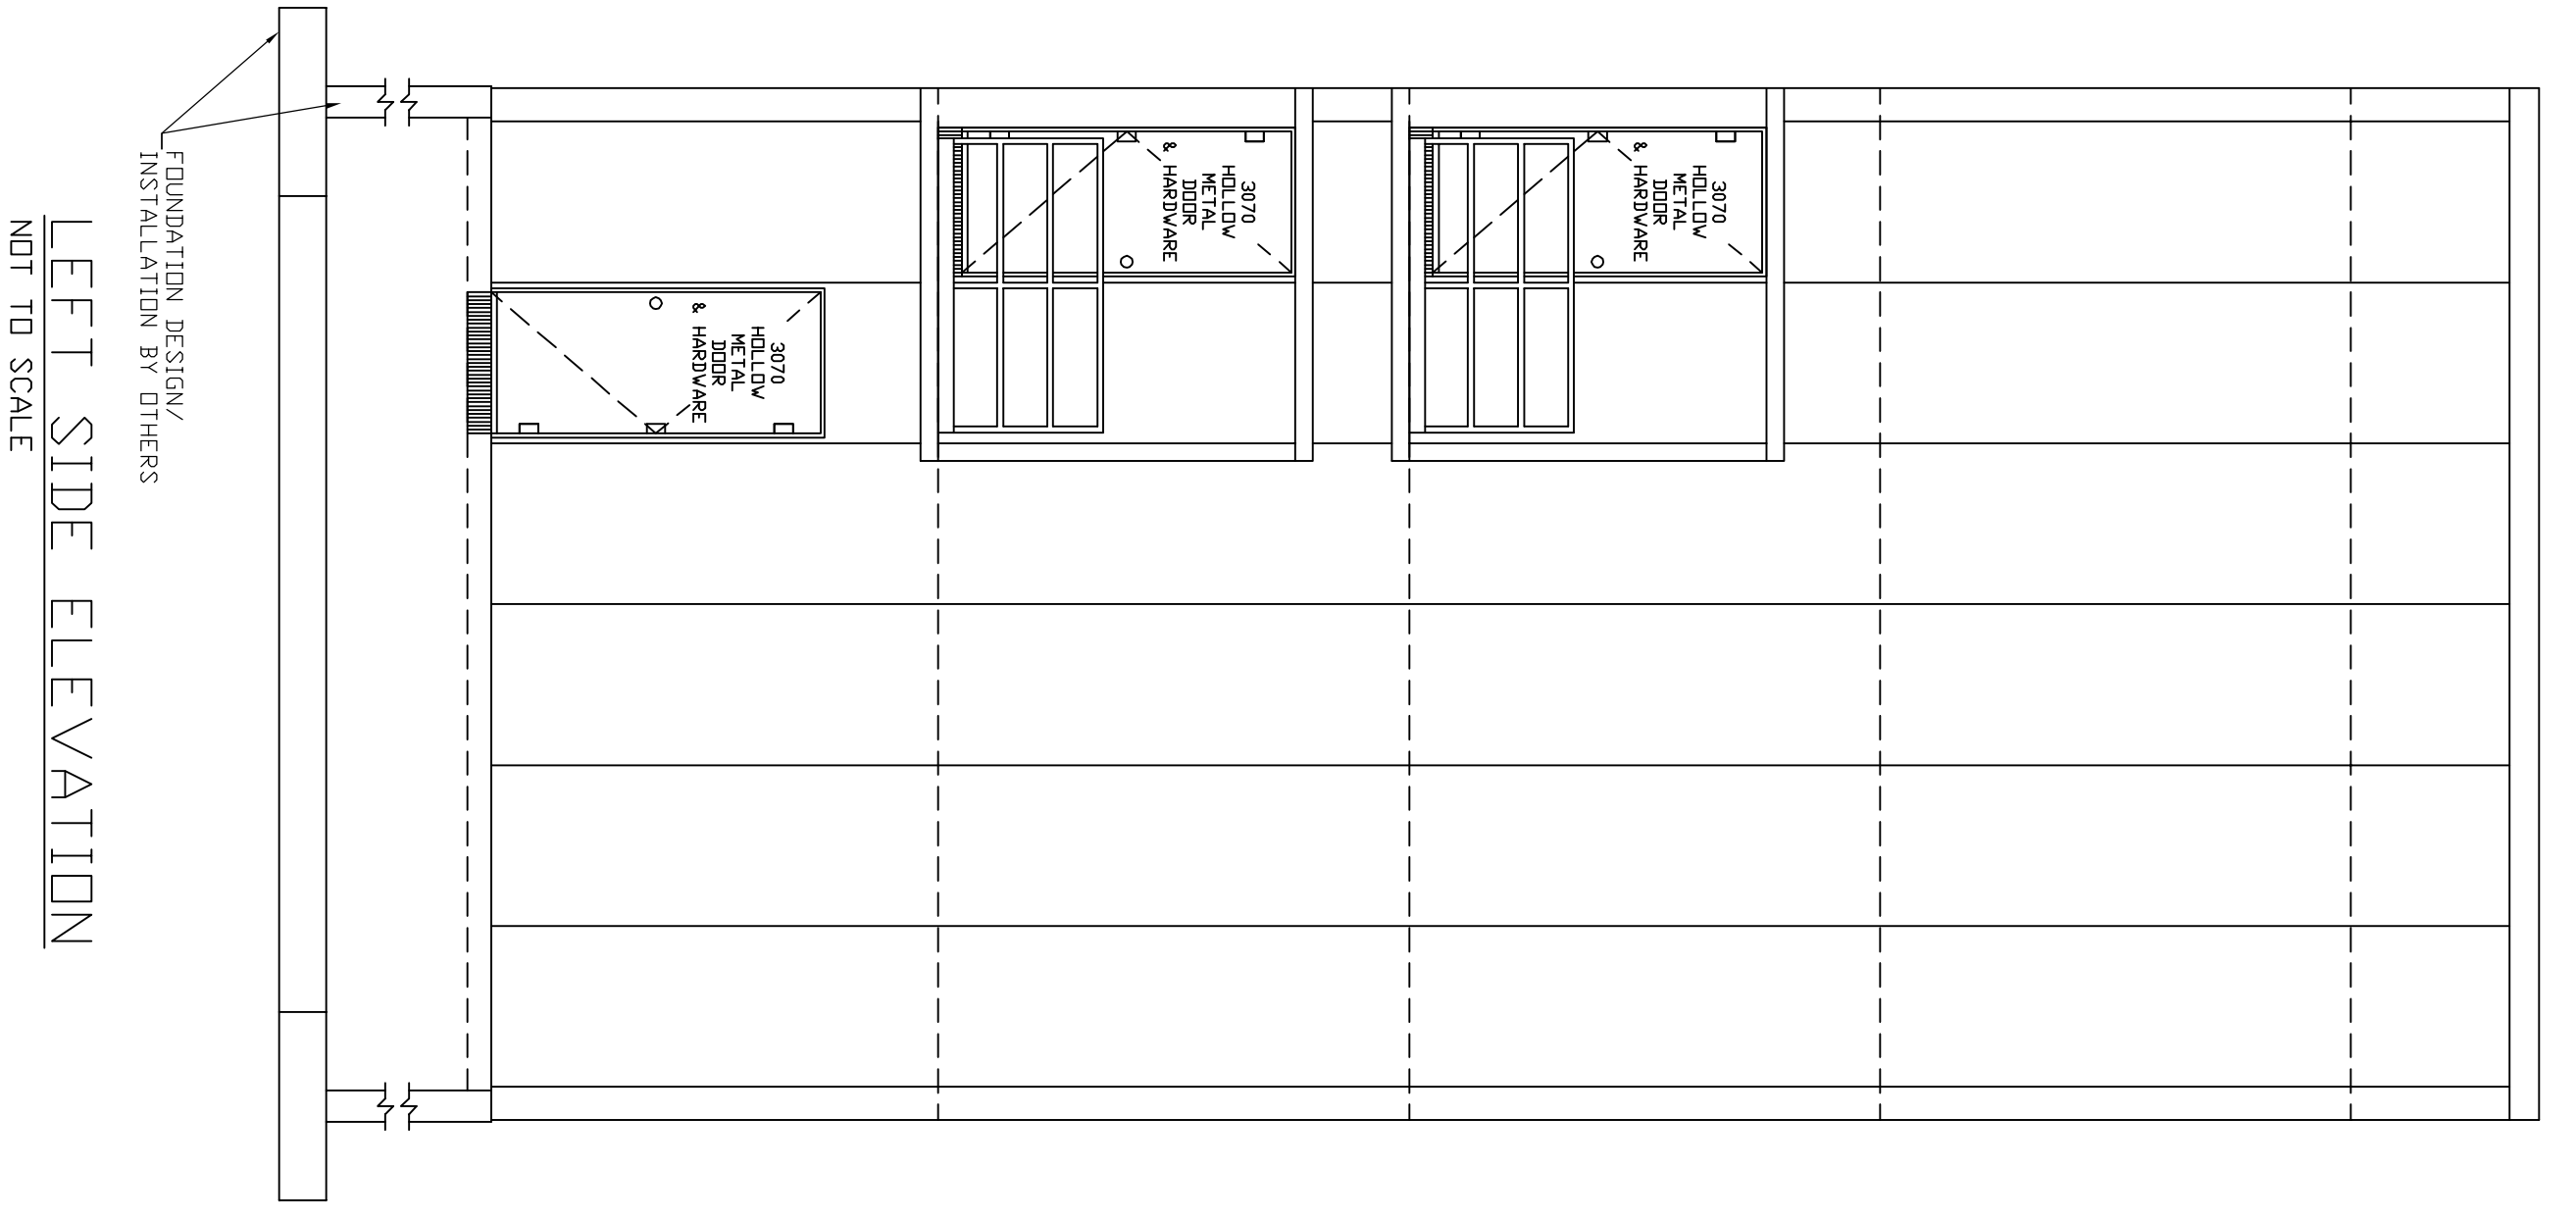 3070
HOLLOW
METAL
DOOR
& HARDWARE
3070
HOLLOW
METAL
DOOR
& HARDWARE
3070
HOLLOW
METAL
DOOR
& HARDWARE
FOUNDATION DESIGN/
INSTALLATION BY OTHERS
LEFT SIDE ELEVATION
NOT TO SCALE